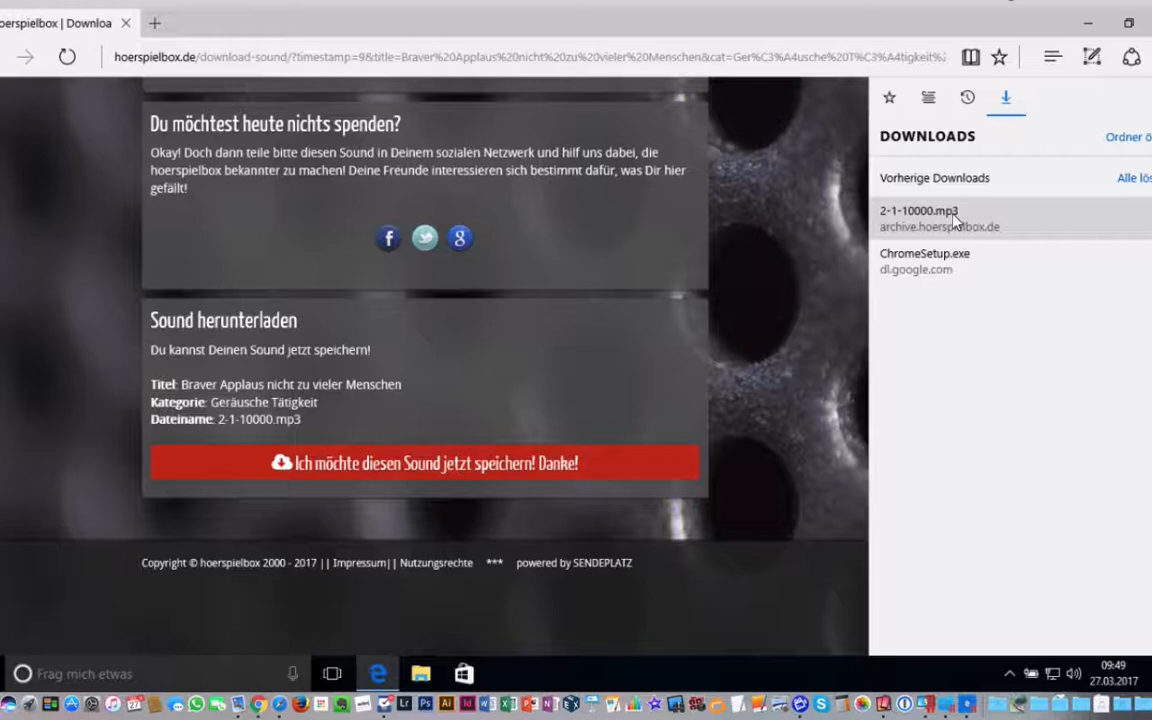 oerspielbox | Downloa
hoerspielbox.de/download-sound/?timestamp=9&title=Braver%20Applaus%20nicht%20zu%20vieler%20Menschen&cat=Ger%C3%A4usche%20T%C3%A4tigkeit%2
DOWNLOADS
Ordner ö
Vorherige Downloads
Alle lös
2-1-10000.mp3
archive.hoerspielbox.de
ChromeSetup.exe
dl.google.com
Du möchtest heute nichts spenden?
Okay! Doch dann teile bitte diesen Sound in Deinem sozialen Netzwerk und hilf uns dabei, die
hoerspielbox bekannter zu machen! Deine Freunde interessieren sich bestimmt dafür, was Dir hier
gefällt!
Sound herunterladen
Du kannst Deinen Sound jetzt speichern!
Titel: Braver Applaus nicht zu vieler Menschen
Kategorie: Geräusche Tätigkeit
Dateiname: 2-1-10000.mp3
Ich möchte diesen Sound jetzt speichern! Danke!
Copyright © hoerspielbox 2000 - 2017 || Impressum|| Nutzungsrechte *** powered by SENDEPLATZ
Frag mich etwas
09:49
27.03.2017